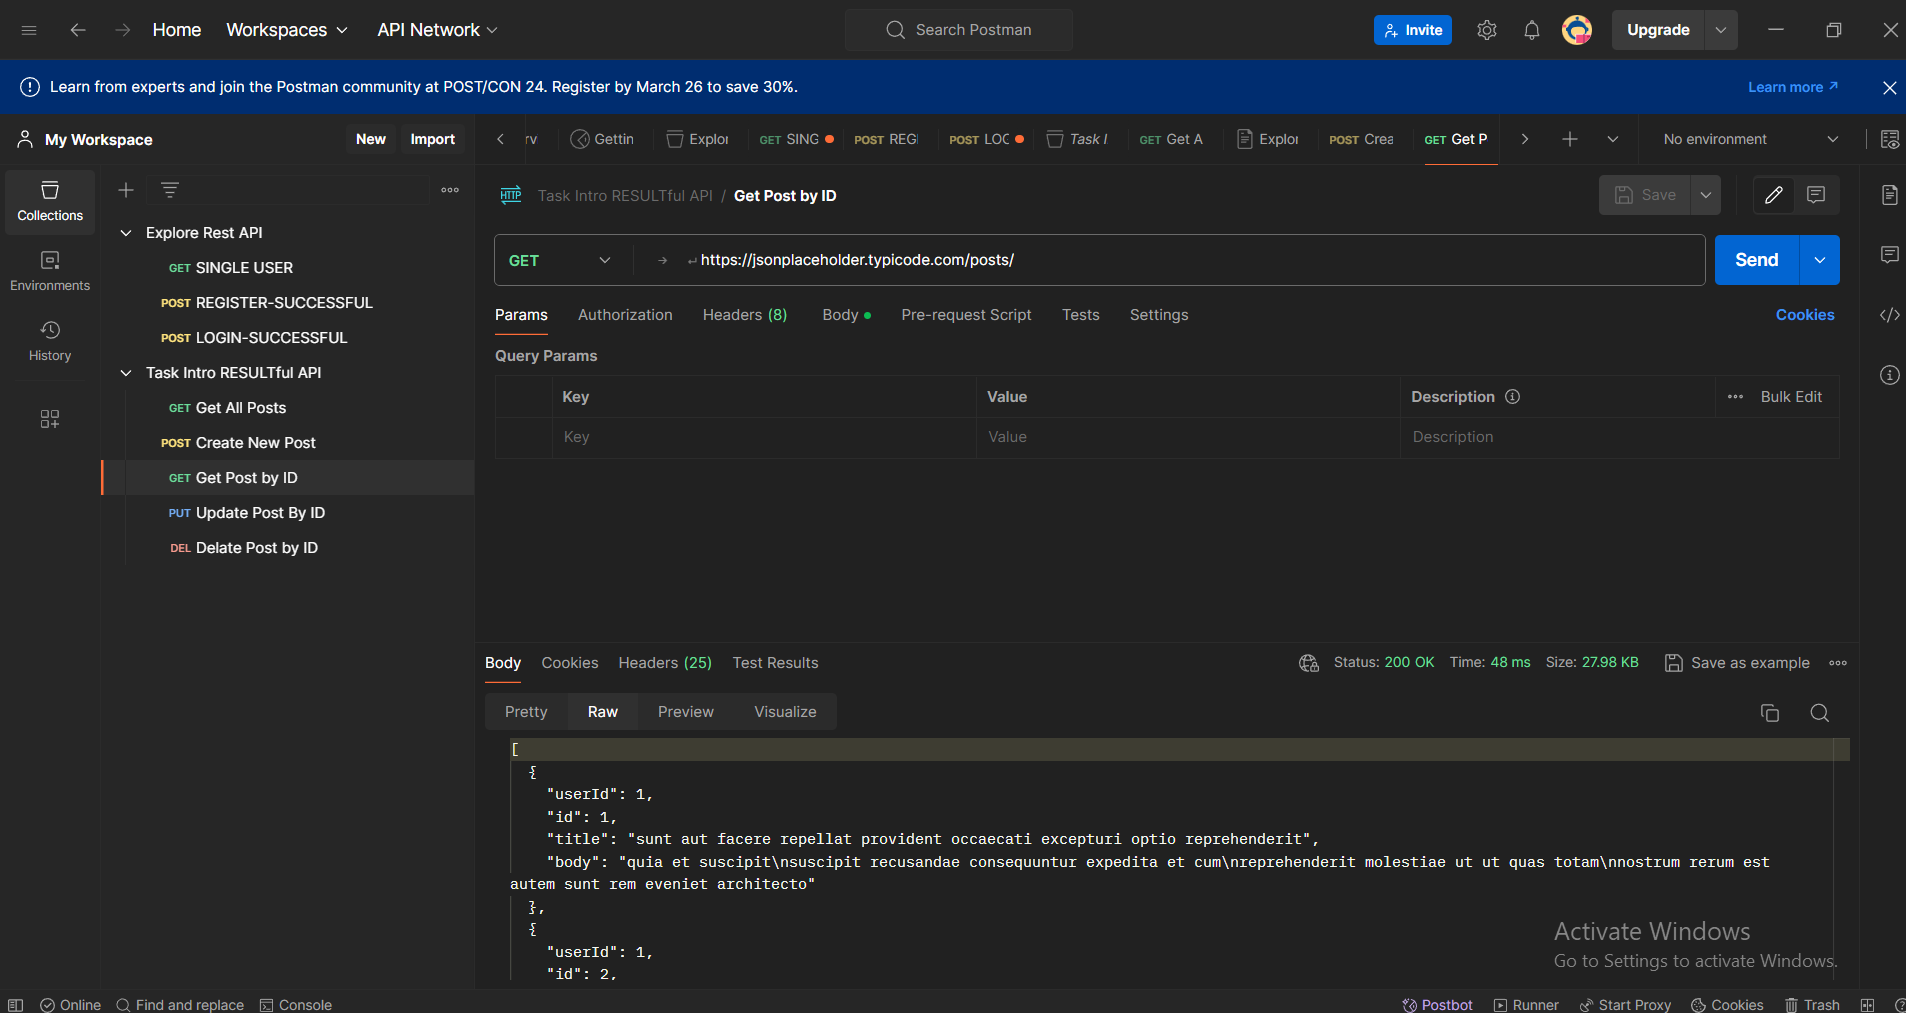 Home Workspaces API Network Search Postman Invite Upgrade
Learn from experts and join the Postman community at POST/CON 24. Register by March 26 to save 30%. Learn more
My Workspace New Import
rv Gettin Explor GET SING POST REG POST LOC Task I GET Get A Explor POST Crea GET Get P No environment
Collections
Environments
History
Explore Rest API
GET SINGLE USER
POST REGISTER-SUCCESSFUL
POST LOGIN-SUCCESSFUL
Task Intro RESULTful API
GET Get All Posts
POST Create New Post
GET Get Post by ID
PUT Update Post By ID
DEL Delate Post by ID
HTTP Task Intro RESULTful API / Get Post by ID Save
GET https://jsonplaceholder.typicode.com/posts/ Send
Params Authorization Headers (8) Body Pre-request Script Tests Settings Cookies
Query Params
Key Value Description Bulk Edit
Key Value Description
Body Cookies Headers (25) Test Results Status: 200 OK Time: 48 ms Size: 27.98 KB Save as example
Pretty Raw Preview Visualize
[
{
"userId": 1,
"id": 1,
"title": "sunt aut facere repellat provident occaecati excepturi optio reprehenderit",
"body": "quia et suscipit\nsuscipit recusandae consequuntur expedita et cum\nreprehenderit molestiae ut ut quas totam\nnostrum rerum est
autem sunt rem eveniet architecto"
},
{
"userId": 1,
"id": 2,
Activate Windows
Go to Settings to activate Windows.
Online Find and replace Console Postbot Runner Start Proxy Cookies Trash